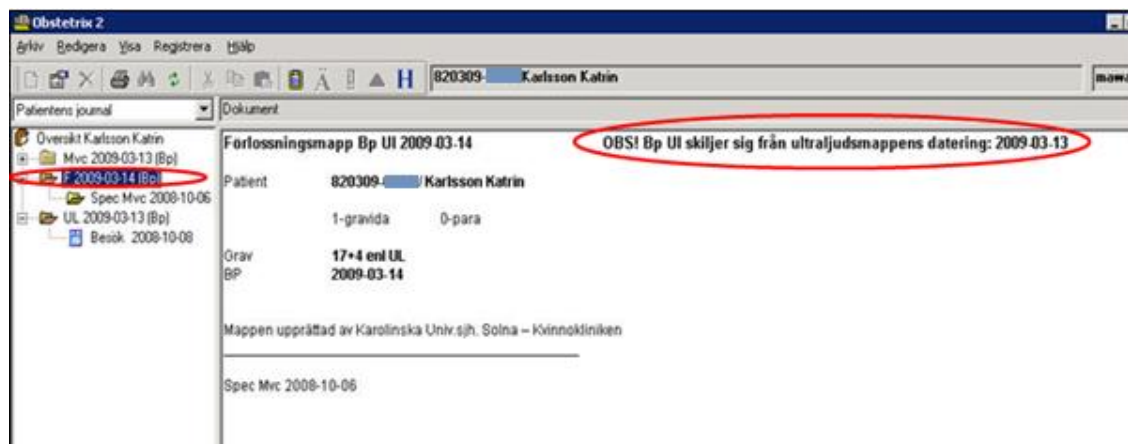 Obstetrix 2
Arkiv Redigera Visa Registrera Hjälp
820309- Karlsson Katrin
Patientens journal
Dokument
Översikt Karlsson Katrin
Mvc 2009-03-13 (Bp)
F 2009-03-14 (Bp)
Spec Mvc 2008-10-06
UL 2009-03-13 (Bp)
Besök 2008-10-08
Förlossningsmapp Bp Ul 2009-03-14 OBS! Bp Ul skiljer sig från ultraljudsmappens datering: 2009-03-13
Patient 820309- / Karlsson Katrin
1-gravida 0-para
Grav 17+4 enl UL
BP 2009-03-14
Mappen upprättad av Karolinska Univ.sjh. Solna – Kvinnokliniken
Spec Mvc 2008-10-06